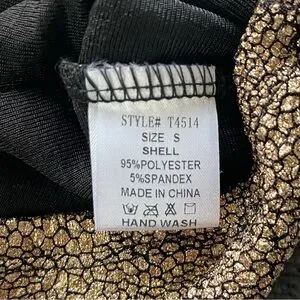 STYLE# T4514
SIZE S
SHELL
95%POLYESTER
5%SPANDEX
MADE IN CHINA
HAND WASH